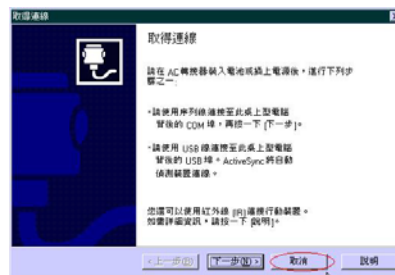 取得連線
取得連線
請在 AC 轉接器裝入電池或插上電源後，進行下列步
驟之一：
•請使用序列線連接至此桌上型電腦
背後的 COM 埠，再按一下 [下一步]。
•請使用 USB 線連接至此桌上型電腦
背後的 USB 埠。ActiveSync 將自動
偵測裝置連線。
您還可以使用紅外線 [IR] 連接行動裝置。
如需詳細資訊，請按一下 [說明]。
<上一步(B) 下一步(N)> 取消 說明